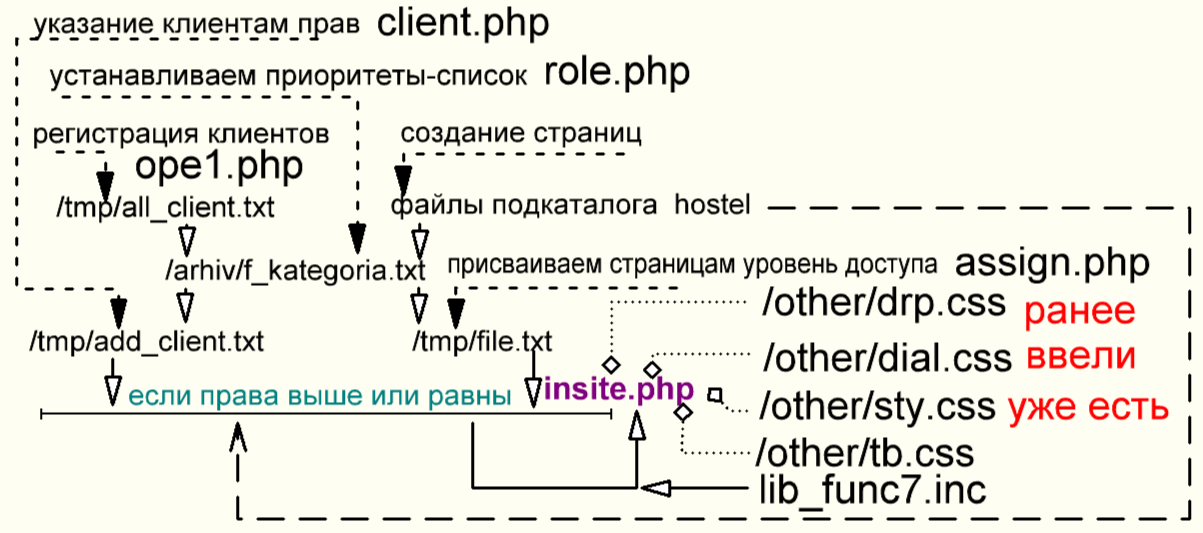 указание клиентам прав client.php
устанавливаем приоритеты-список role.php
регистрация клиентов
создание страниц
ope1.php
/tmp/all_client.txt
файлы подкаталога hostel
/arhiv/f_kategoria.txt
присваиваем страницам уровень доступа assign.php
/other/drp.css ранее
/tmp/add_client.txt
/tmp/file.txt
/other/dial.css ввели
если права выше или равны
insite.php
/other/sty.css уже есть
/other/tb.css
lib_func7.inc